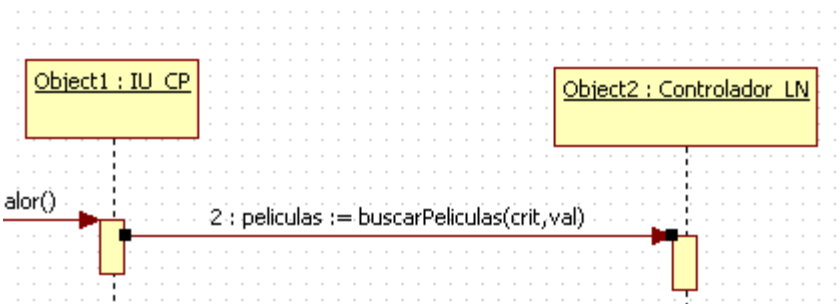 Object1 : IU_CP
Object2 : Controlador_LN
alor()
2 : peliculas := buscarPeliculas(crit,val)